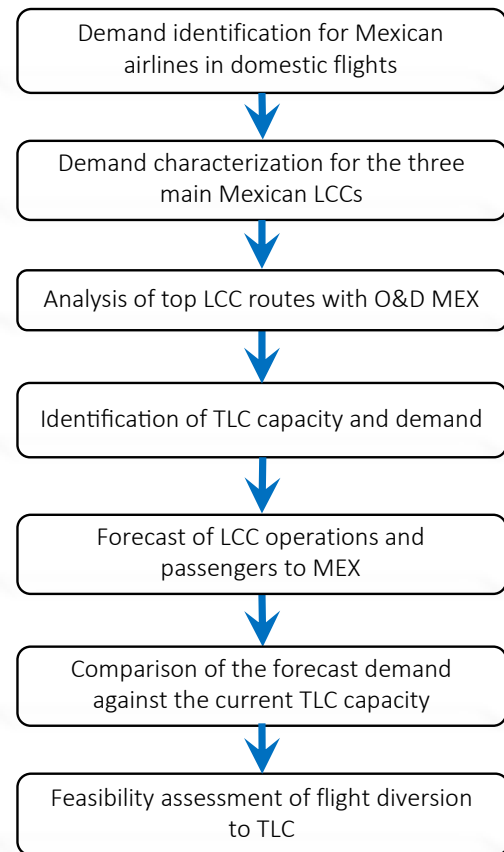 Demand identification for Mexican
airlines in domestic flights
Demand characterization for the three
main Mexican LCCs
Analysis of top LCC routes with O&D MEX
Identification of TLC capacity and demand
Forecast of LCC operations and
passengers to MEX
Comparison of the forecast demand
against the current TLC capacity
Feasibility assessment of flight diversion
to TLC